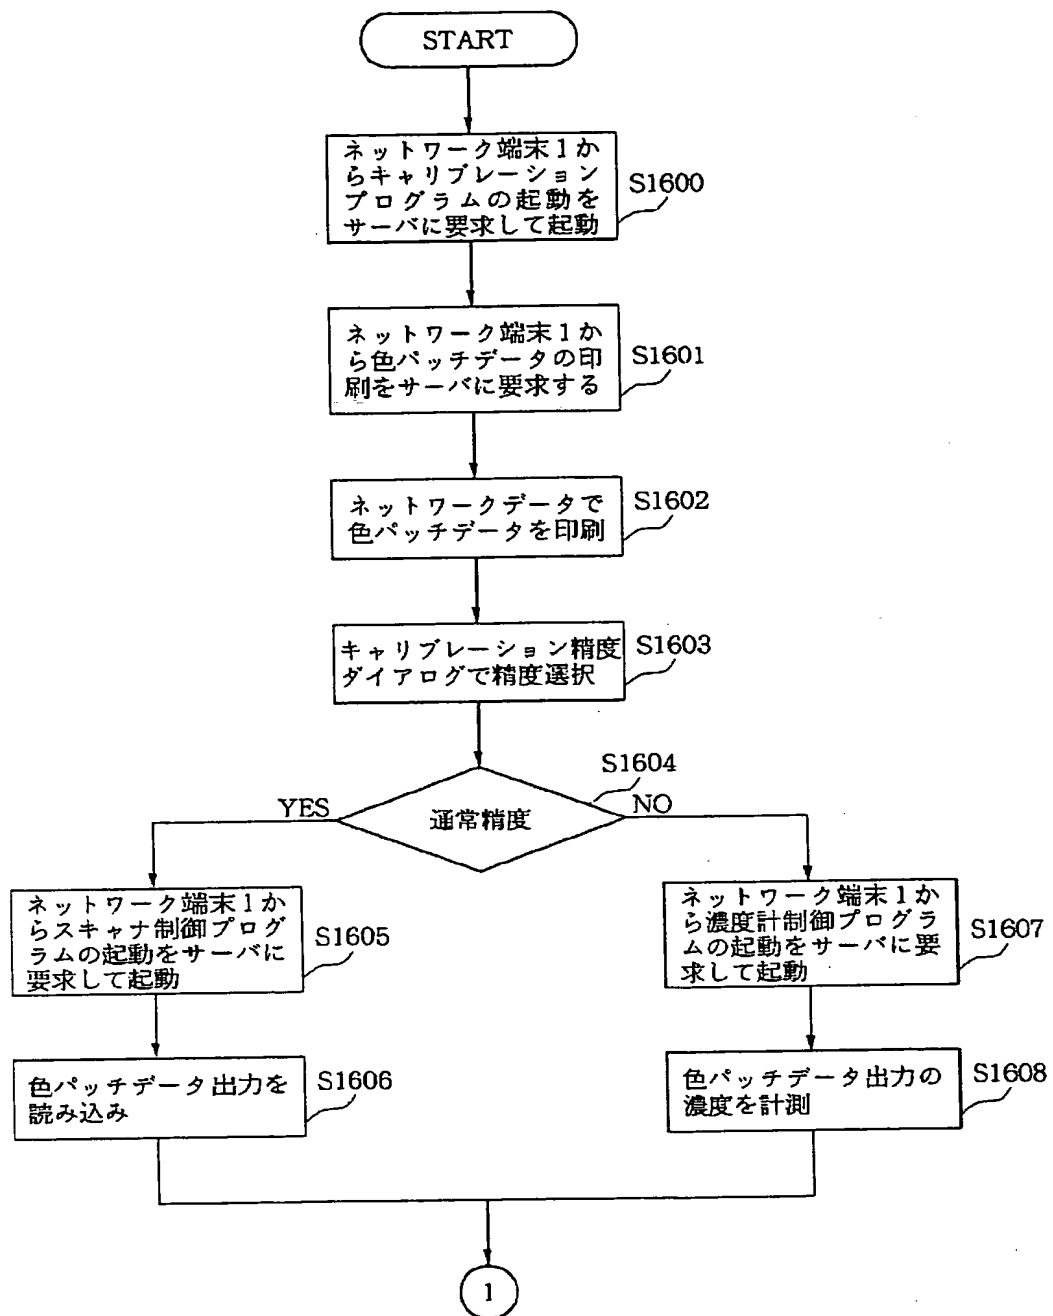 START
ネットワーク端末1か
らキャリブレーション
プログラムの起動を
サーバに要求して起動
S1600
ネットワーク端末1か
ら色パッチデータの印
刷をサーバに要求する
S1601
ネットワークデータで
色パッチデータを印刷
S1602
キャリブレーション精度
ダイアログで精度選択
S1603
S1604
YES
通常精度
NO
ネットワーク端末1か
らスキャナ制御プログ
ラムの起動をサーバに
要求して起動
S1605
ネットワーク端末1か
ら濃度計制御プログラ
ムの起動をサーバに要
求して起動
S1607
色パッチデータ出力を
読み込み
S1606
色パッチデータ出力の
濃度を計測
S1608
1